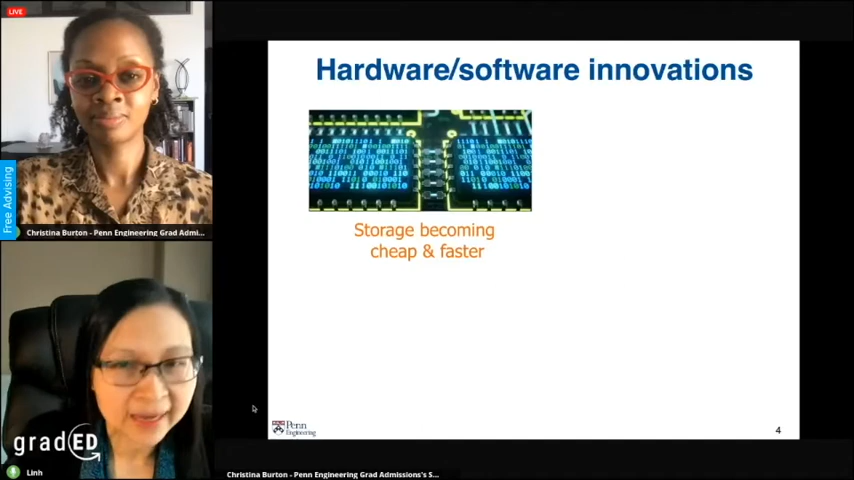 LIVE
Free Advising
Christina Burton - Penn Engineering Grad Admi...
gradED
Linh
Hardware/software innovations
Storage becoming
cheap & faster
Penn
Engineering
4
Christina Burton - Penn Engineering Grad Admissions's S...